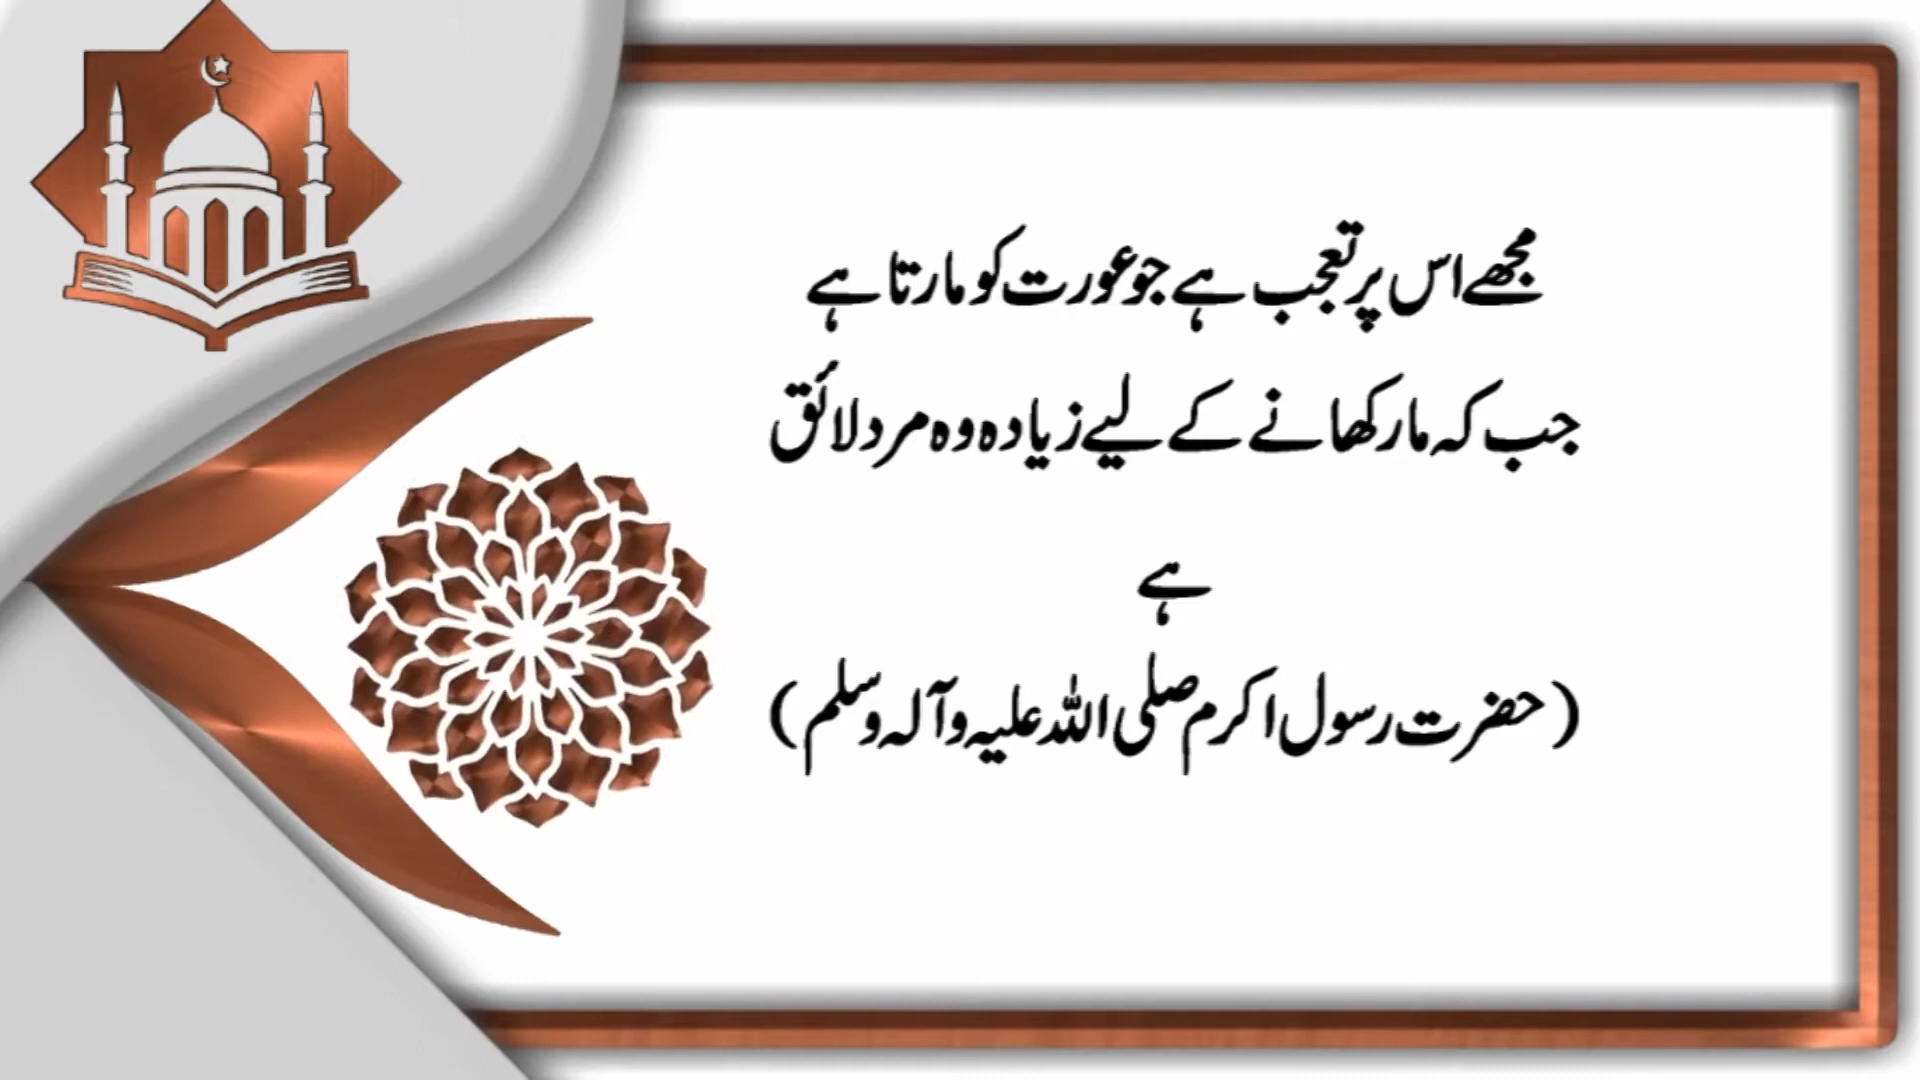 مجھے اس پر تعجب ہے جو عورت کو مارتا ہے
جب کہ مار کھانے کے لیے زیادہ وہ مرد لائق
ہے
(حضرت رسول اکرم صلی اللہ علیہ وآلہ وسلم)